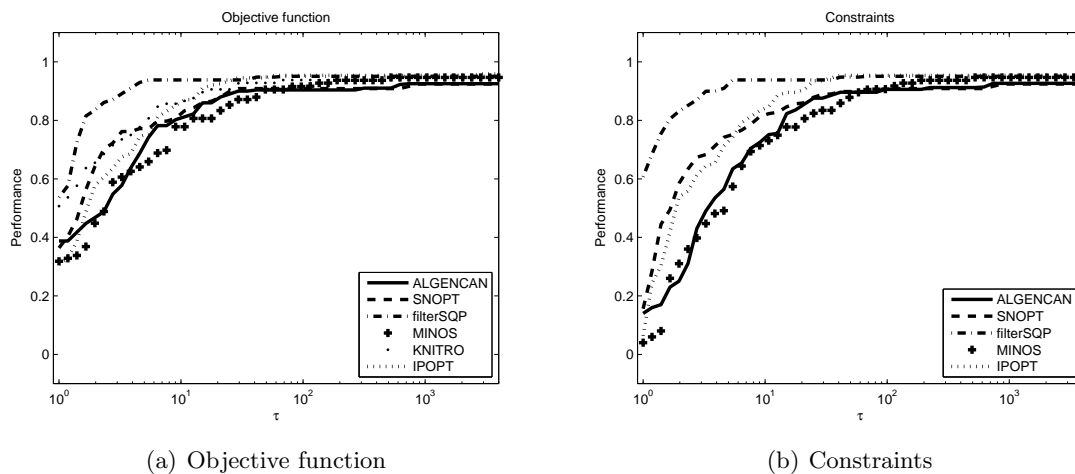 Objective function
Performance
1
0.8
0.6
0.4
0.2
0
10^0
10^1
10^2
10^3
τ
ALGENCAN
SNOPT
filterSQP
MINOS
KNITRO
IPOPT
(a) Objective function
Constraints
Performance
1
0.8
0.6
0.4
0.2
0
10^0
10^1
10^2
10^3
τ
ALGENCAN
SNOPT
filterSQP
MINOS
IPOPT
(b) Constraints